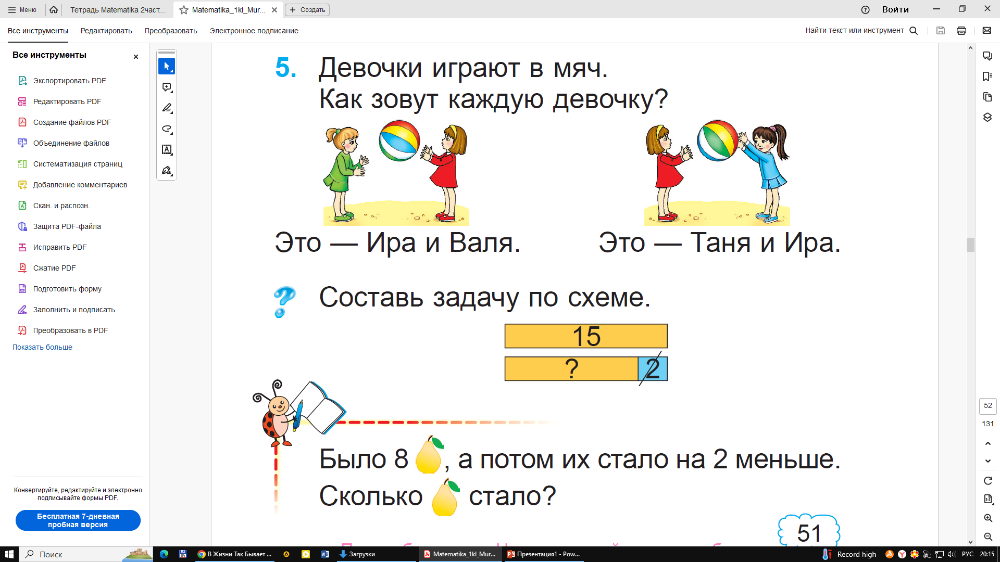 Меню
Тетрадь Matematika 2част...
Matematika_1kl_Mur...
Создать
Войти
Все инструменты
Редактировать
Преобразовать
Электронное подписание
Найти текст или инструмент
Все инструменты
Экспортировать PDF
Редактировать PDF
Создание файлов PDF
Объединение файлов
Систематизация страниц
Добавление комментариев
Скан. и распозн.
Защита PDF-файла
Исправить PDF
Сжатие PDF
Подготовить форму
Заполнить и подписать
Преобразовать в PDF
Показать больше
Конвертируйте, редактируйте и электронно
подписывайте формы PDF.
Бесплатная 7-дневная
пробная версия
5. Девочки играют в мяч.
Как зовут каждую девочку?
Это — Ира и Валя.
Это — Таня и Ира.
? Составь задачу по схеме.
15
? 2
Было 8 , а потом их стало на 2 меньше.
Сколько стало?
51
52
131
Поиск
В Жизни Так Бывает ...
Загрузки
Matematika_1kl_Mur...
Презентация1 - Pow...
Record high
РУС
20:15